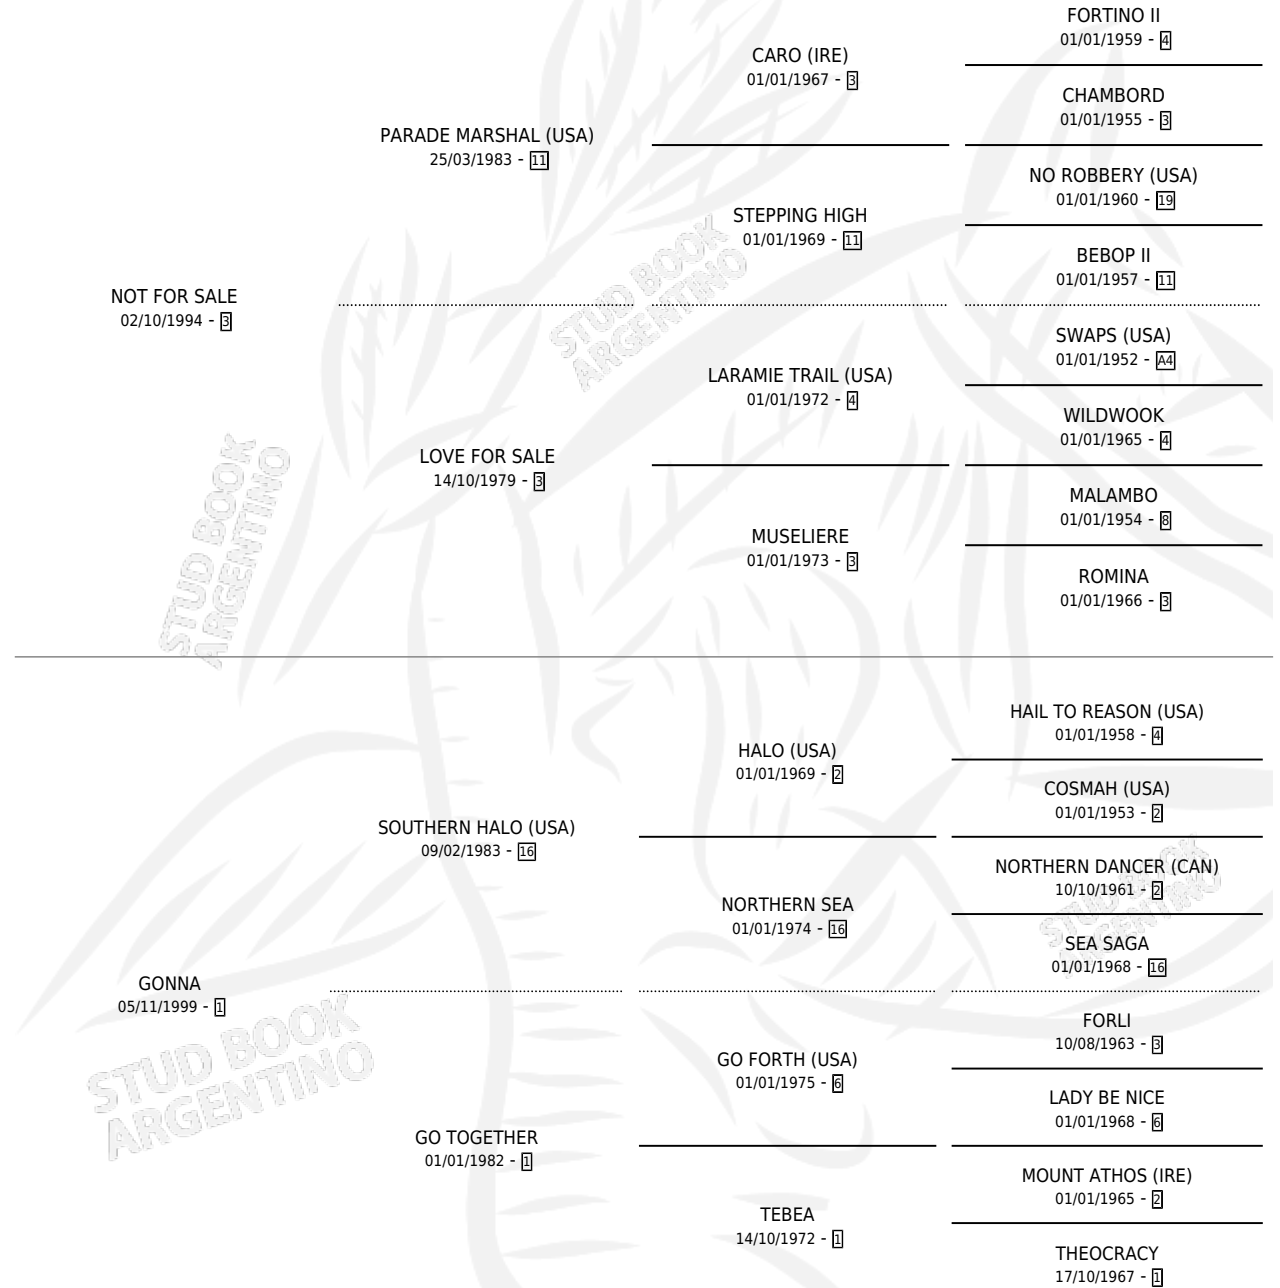 FORTINO II
01/01/1959 - 4
CARO (IRE)
01/01/1967 - 3
CHAMBORD
01/01/1955 - 3
PARADE MARSHAL (USA)
25/03/1983 - 11
NO ROBBERY (USA)
01/01/1960 - 19
STEPPING HIGH
01/01/1969 - 11
BEBOP II
01/01/1957 - 11
NOT FOR SALE
02/10/1994 - 3
STUD BOOK
ARGENTINO
SWAPS (USA)
01/01/1952 - A4
LARAMIE TRAIL (USA)
01/01/1972 - 4
WILDWOOK
01/01/1965 - 4
LOVE FOR SALE
14/10/1979 - 3
MALAMBO
01/01/1954 - 8
MUSELIERE
01/01/1973 - 3
ROMINA
01/01/1966 - 3
STUD BOOK
ARGENTINO
HAIL TO REASON (USA)
01/01/1958 - 4
HALO (USA)
01/01/1969 - 2
COSMAH (USA)
01/01/1953 - 2
SOUTHERN HALO (USA)
09/02/1983 - 16
NORTHERN DANCER (CAN)
10/10/1961 - 2
STUD BOOK
ARGENTINO
NORTHERN SEA
01/01/1974 - 16
SEA SAGA
01/01/1968 - 16
GONNA
05/11/1999 - 1
STUD BOOK
ARGENTINO
FORLI
10/08/1963 - 3
GO FORTH (USA)
01/01/1975 - 6
LADY BE NICE
01/01/1968 - 6
GO TOGETHER
01/01/1982 - 1
MOUNT ATHOS (IRE)
01/01/1965 - 2
TEBEA
14/10/1972 - 1
THEOCRACY
17/10/1967 - 1